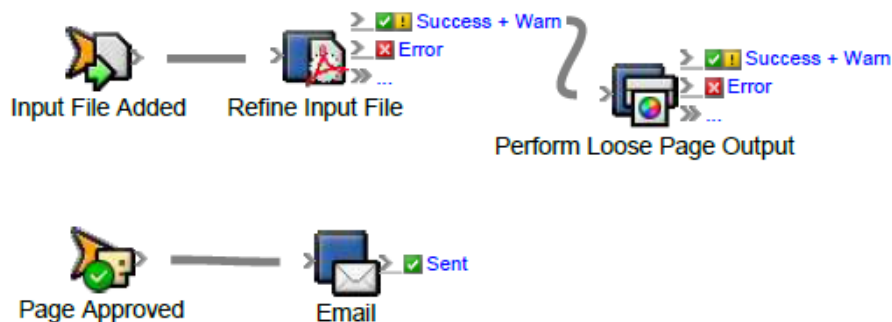 Success + Warn
Error
...
Input File Added
Refine Input File
Success + Warn
Error
...
Perform Loose Page Output
Sent
Page Approved
Email